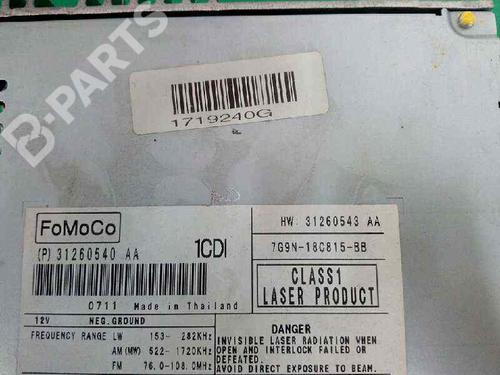 B-PARTS
1719240G
FoMoCo
HW: 31260543 AA
(P) 31260540 AA
1CDI
7G9N-18C815-BB
0711 Made in Thailand
CLASS1
LASER PRODUCT
12V NEG.GROUND
FREQUENCY RANGE LW 153- 282KHz
AM (MW) 522- 1720KHz
FM 76.0-108.0MHz
DANGER
INVISIBLE LASER RADIATION WHEN
OPEN AND INTERLOCK FAILED OR
DEFEATED.
AVOID DIRECT EXPOSURE TO BEAM.